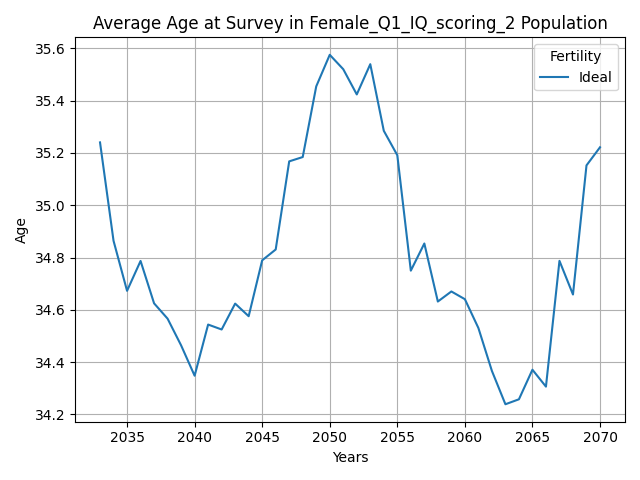 Average Age at Survey in Female_Q1_IQ_scoring_2 Population
Fertility
Ideal
35.6
35.4
35.2
35.0
34.8
34.6
34.4
34.2
Age
2035 2040 2045 2050 2055 2060 2065 2070
Years